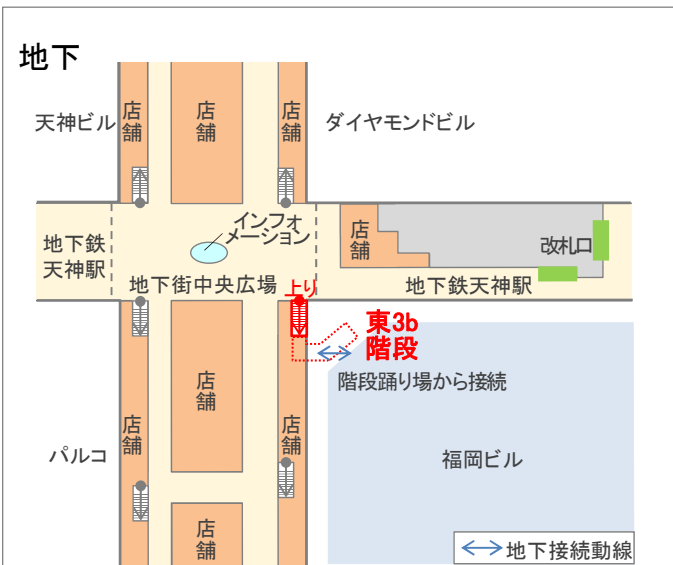 地下
天神ビル
店舗
店舗
店舗
ダイヤモンドビル
インフォ
メーション
店舗
改札口
地下鉄
天神駅
地下街中央広場
上り
地下鉄天神駅
東3b
階段
階段踊り場から接続
店舗
店舗
店舗
パルコ
福岡ビル
店舗
地下接続動線